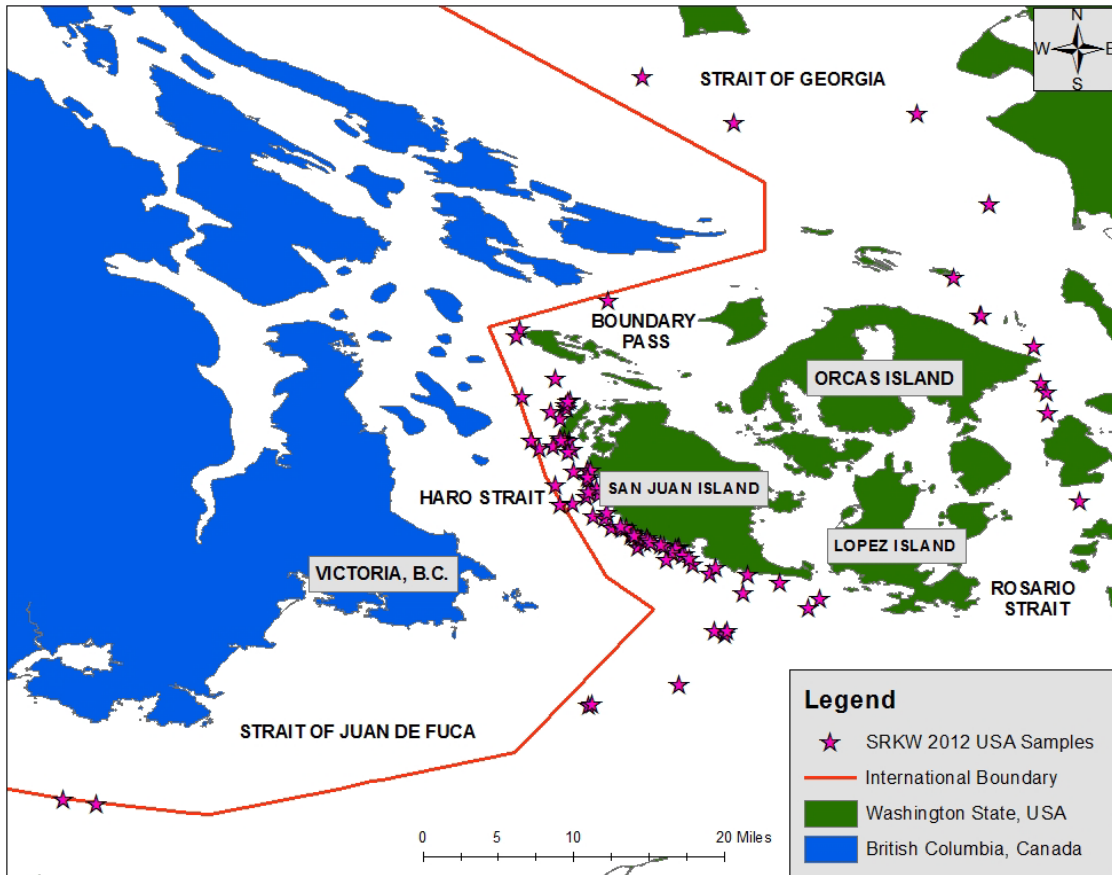 N
W E
S
STRAIT OF GEORGIA
BOUNDARY
PASS
ORCAS ISLAND
SAN JUAN ISLAND
HARO STRAIT
LOPEZ ISLAND
VICTORIA, B.C.
ROSARIO
STRAIT
STRAIT OF JUAN DE FUCA
Legend
SRKW 2012 USA Samples
International Boundary
Washington State, USA
British Columbia, Canada
0 5 10 20 Miles